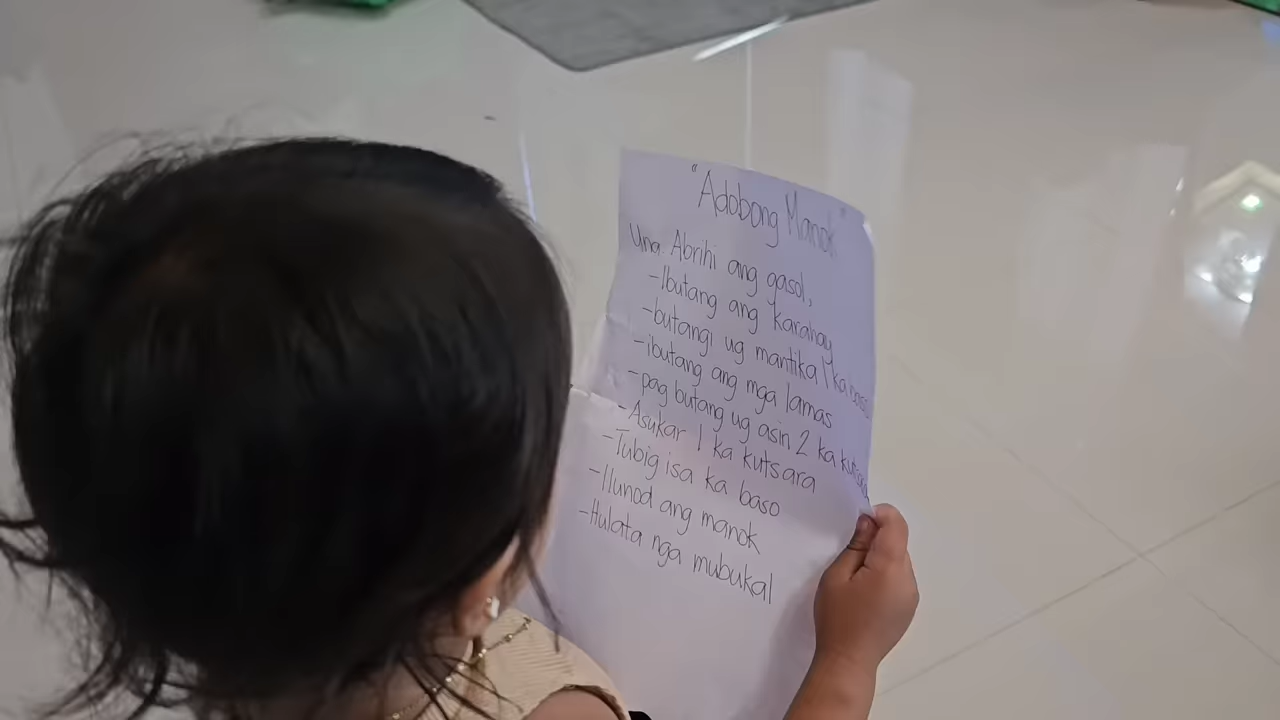 "Adobong Manok"
Una. Abrihi ang gasol,
-Ibutang ang karahay
-butangi ug mantika 1 ka baso
-ibutang ang mga lamas
-pag butang ug asin 2 ka kutsara
-Asukar 1 ka kutsara
-Tubig isa ka baso
-Ilunod ang manok
-Hulata nga mubukal